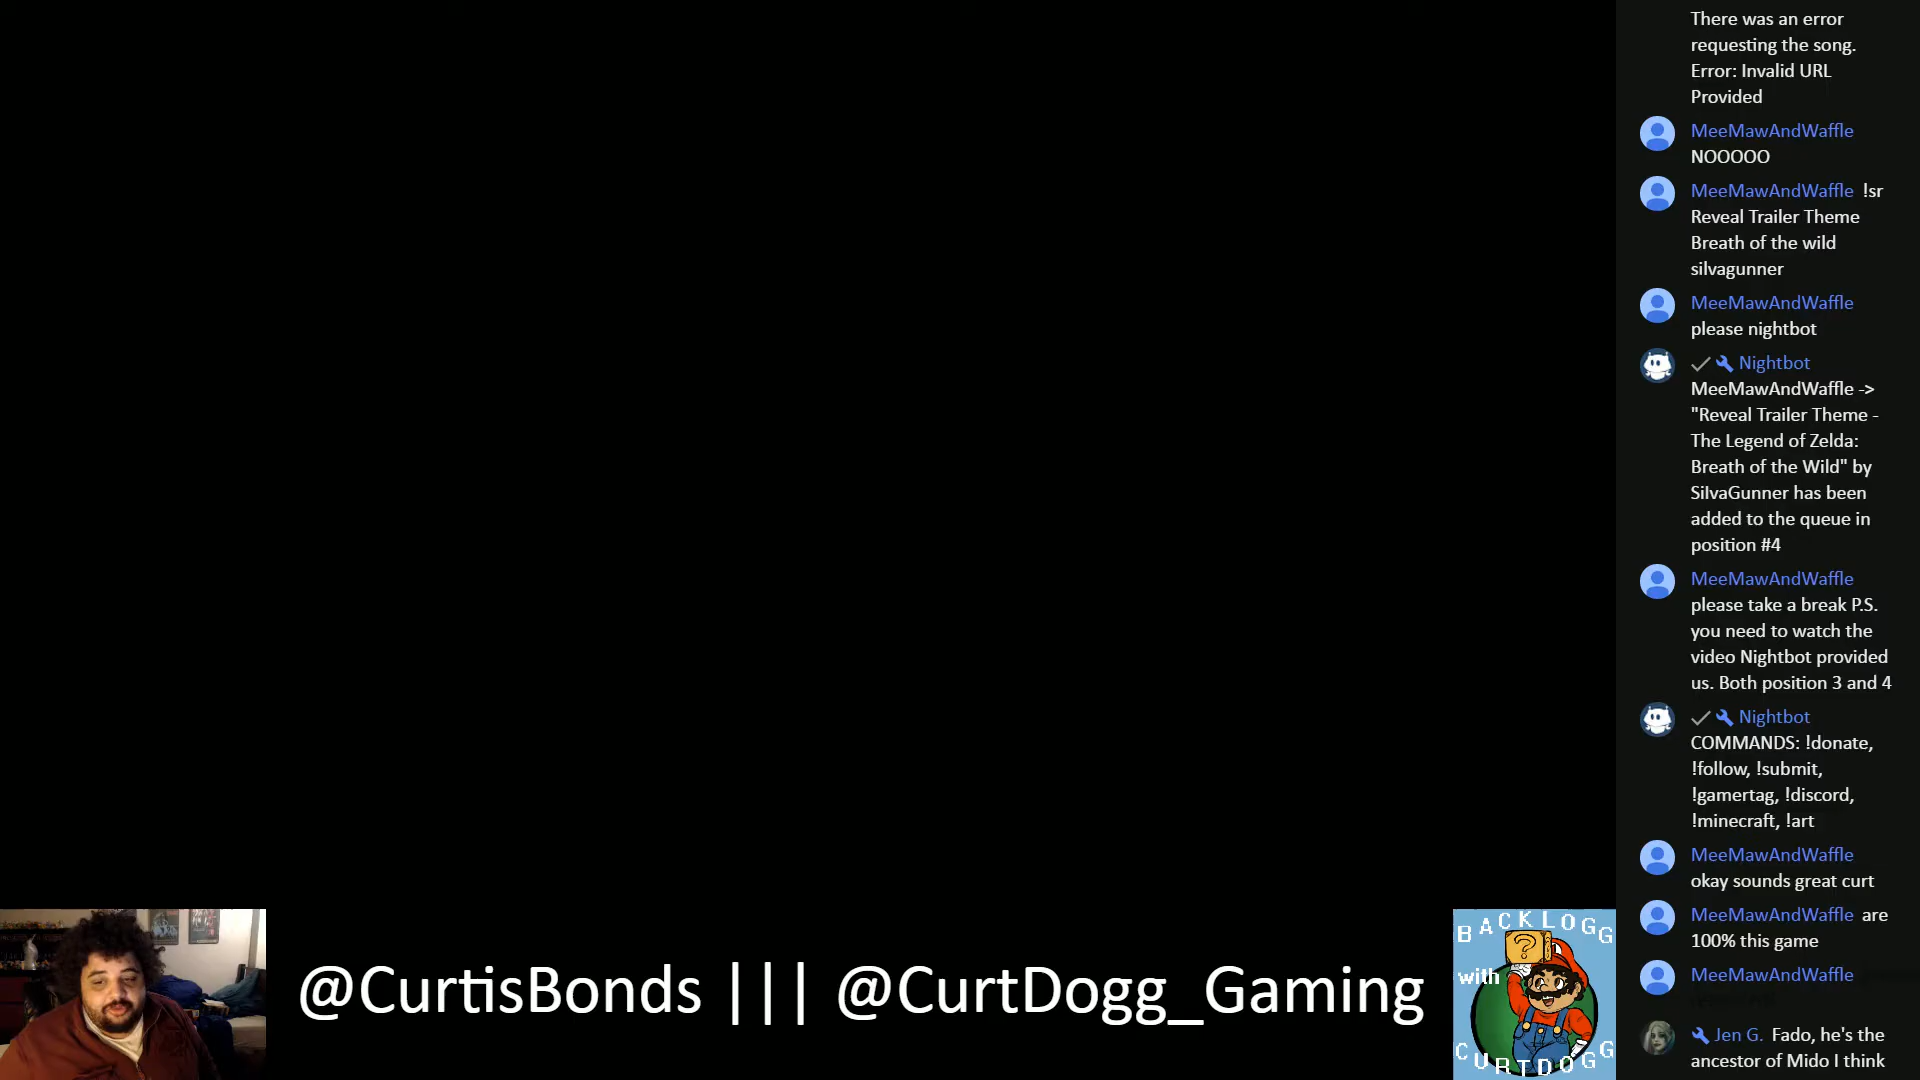 There was an error
requesting the song.
Error: Invalid URL
Provided
MeeMawAndWaffle
NOOOOO
MeeMawAndWaffle !sr
Reveal Trailer Theme
Breath of the wild
silvagunner
MeeMawAndWaffle
please nightbot
Nightbot
MeeMawAndWaffle ->
"Reveal Trailer Theme -
The Legend of Zelda:
Breath of the Wild" by
SiIvaGunner has been
added to the queue in
position #4
MeeMawAndWaffle
please take a break P.S.
you need to watch the
video Nightbot provided
us. Both position 3 and 4
Nightbot
COMMANDS: !donate,
!follow, !submit,
!gamertag, !discord,
!minecraft, !art
MeeMawAndWaffle
okay sounds great curt
MeeMawAndWaffle are
100% this game
MeeMawAndWaffle
Jen G. Fado, he's the
ancestor of Mido I think
@CurtisBonds ||| @CurtDogg_Gaming
BACKLOGG
with
CURTDOGG